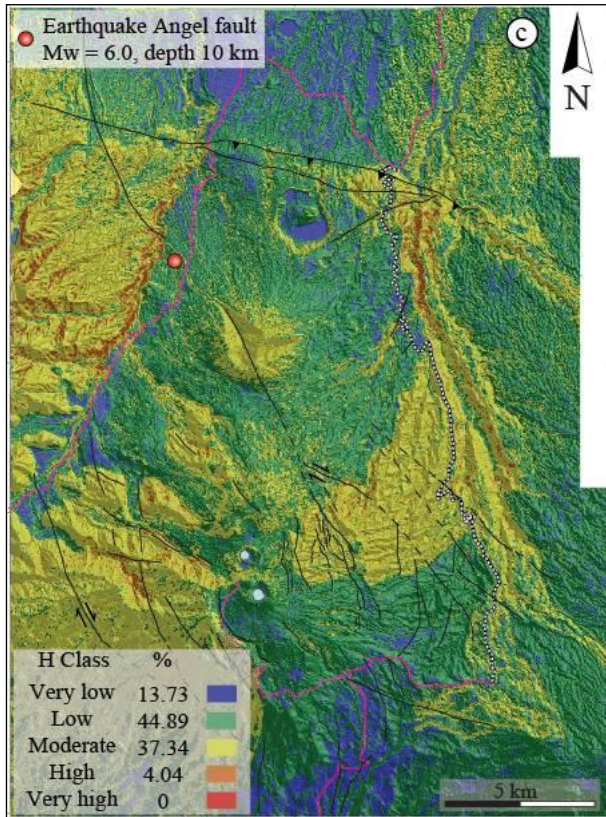 Earthquake Angel fault
Mw = 6.0, depth 10 km
c
N
H Class %
Very low 13.73
Low 44.89
Moderate 37.34
High 4.04
Very high 0
5 km